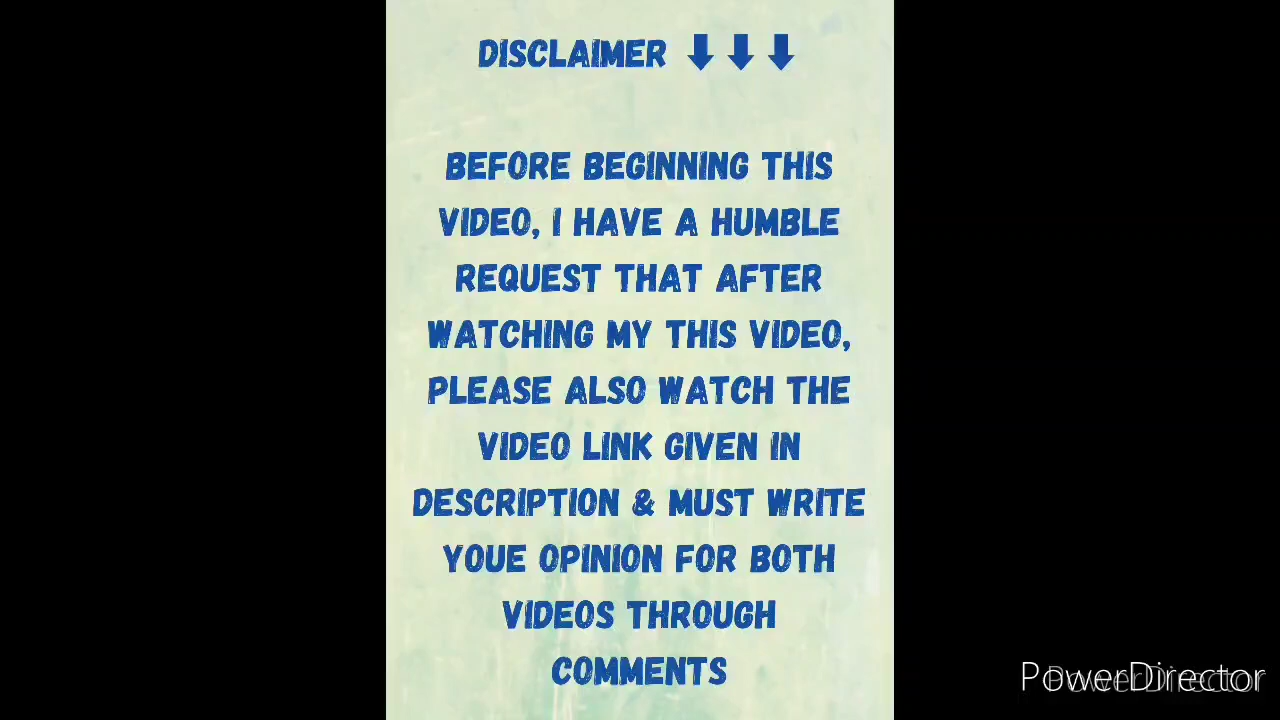 DISCLAIMER ⬇⬇⬇
BEFORE BEGINNING THIS
VIDEO, I HAVE A HUMBLE
REQUEST THAT AFTER
WATCHING MY THIS VIDEO,
PLEASE ALSO WATCH THE
VIDEO LINK GIVEN IN
DESCRIPTION & MUST WRITE
YOUE OPINION FOR BOTH
VIDEOS THROUGH
COMMENTS
PowerDirector